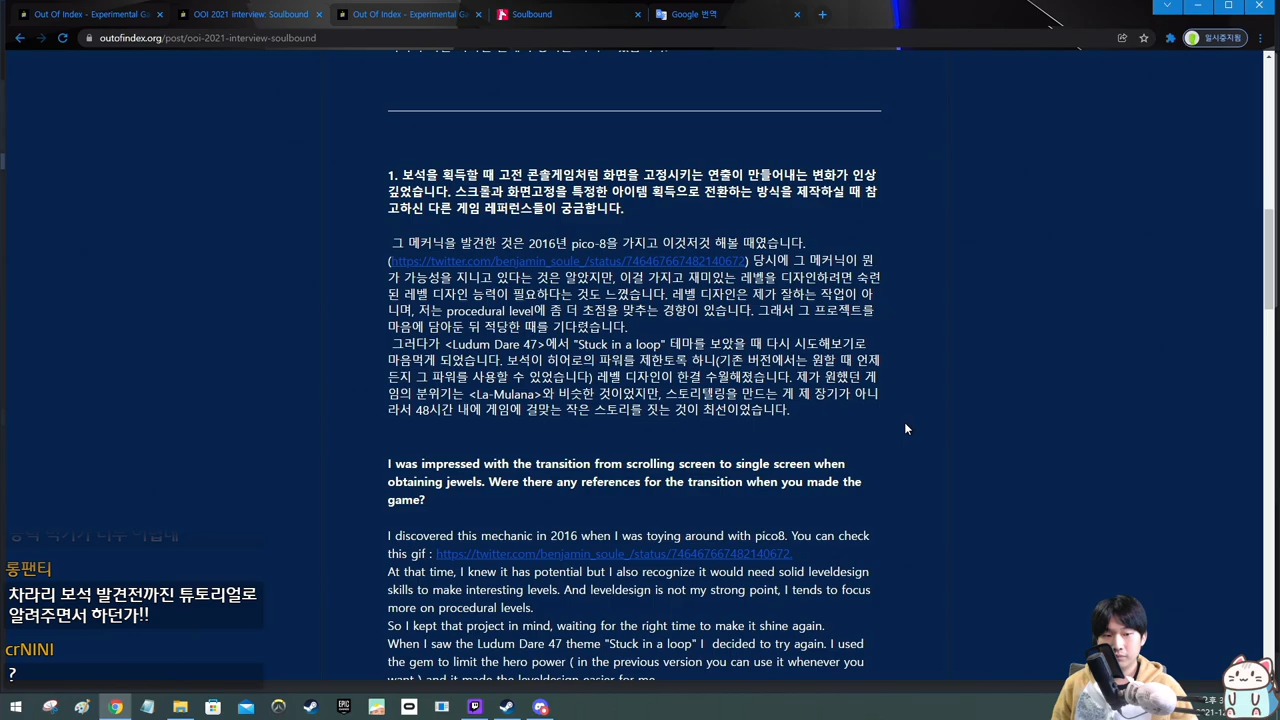 Out Of Index - Experimental Ga
OOI 2021 interview: Soulbound
Out Of Index - Experimental Ga
Soulbound
Google 번역
outofindex.org/post/ooi-2021-interview-soulbound
일시중지됨
1. 보석을 획득할 때 고전 콘솔게임처럼 화면을 고정시키는 연출이 만들어내는 변화가 인상
깊었습니다. 스크롤과 화면고정을 특정한 아이템 획득으로 전환하는 방식을 제작하실 때 참
고하신 다른 게임 레퍼런스들이 궁금합니다.
그 메커닉을 발견한 것은 2016년 pico-8을 가지고 이것저것 해볼 때였습니다.
(https://twitter.com/benjamin_soule_/status/746467667482140672) 당시에 그 메커닉이 뭔
가 가능성을 지니고 있다는 것은 알았지만, 이걸 가지고 재미있는 레벨을 디자인하려면 숙련
된 레벨 디자인 능력이 필요하다는 것도 느꼈습니다. 레벨 디자인은 제가 잘하는 작업이 아
니며, 저는 procedural level에 좀 더 초점을 맞추는 경향이 있습니다. 그래서 그 프로젝트를
마음에 담아둔 뒤 적당한 때를 기다렸습니다.
그러다가 <Ludum Dare 47>에서 "Stuck in a loop" 테마를 보았을 때 다시 시도해보기로
마음먹게 되었습니다. 보석이 히어로의 파워를 제한토록 하니(기존 버전에서는 원할 때 언제
든지 그 파워를 사용할 수 있었습니다) 레벨 디자인이 한결 수월해졌습니다. 제가 원했던 게
임의 분위기는 <La-Mulana>와 비슷한 것이었지만, 스토리텔링을 만드는 게 제 장기가 아니
라서 48시간 내에 게임에 걸맞는 작은 스토리를 짓는 것이 최선이었습니다.
I was impressed with the transition from scrolling screen to single screen when
obtaining jewels. Were there any references for the transition when you made the
game?
I discovered this mechanic in 2016 when I was toying around with pico8. You can check
this gif : https://twitter.com/benjamin_soule_/status/746467667482140672.
At that time, I knew it has potential but I also recognize it would need solid leveldesign
skills to make interesting levels. And leveldesign is not my strong point, I tends to focus
more on procedural levels.
So I kept that project in mind, waiting for the right time to make it shine again.
When I saw the Ludum Dare 47 theme "Stuck in a loop" I decided to try again. I used
the gem to limit the hero power ( in the previous version you can use it whenever you
want ) and it made the leveldesign easier for me
롱팬티
차라리 보석 발견전까진 튜토리얼로
알려주면서 하던가!!
crNINI
?
EPIC